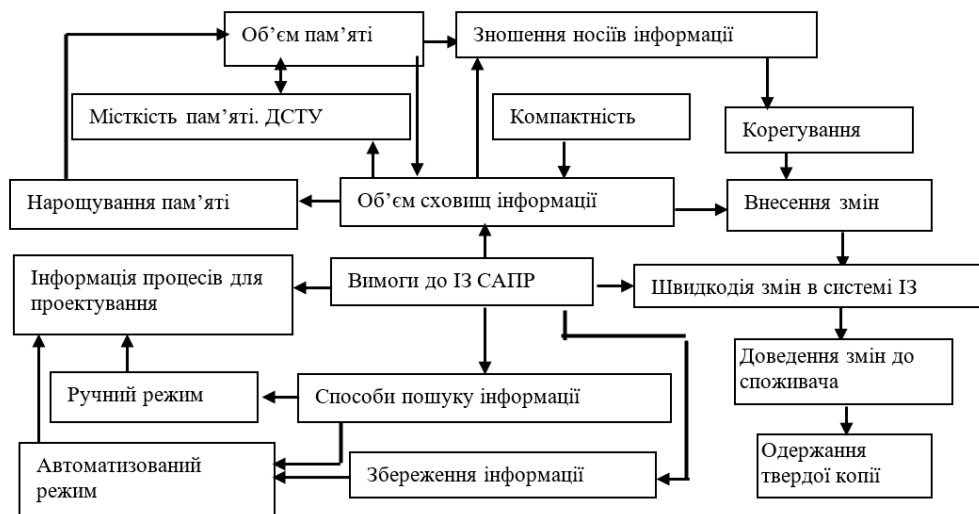 Об’єм пам’яті
Зношення носіїв інформації
Місткість пам’яті. ДСТУ
Компактність
Корегування
Нарощування пам’яті
Об’єм сховищ інформації
Внесення змін
Інформація процесів для
проектування
Вимоги до ІЗ САПР
Швидкодія змін в системі ІЗ
Доведення змін до
споживача
Ручний режим
Способи пошуку інформації
Автоматизований
режим
Збереження інформації
Одержання
твердої копії